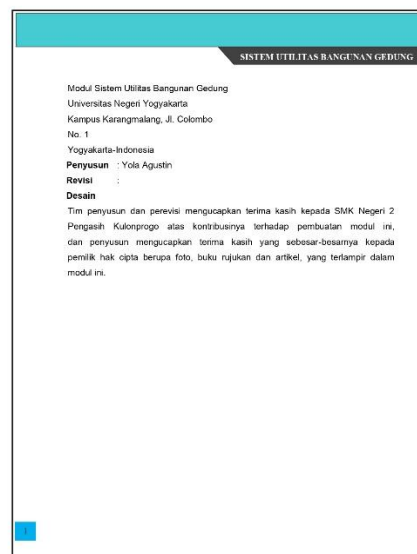 SISTEM UTILITAS BANGUNAN GEDUNG
Modul Sistem Utilitas Bangunan Gedung
Universitas Negeri Yogyakarta
Kampus Karangmalang, Jl. Colombo
No. 1
Yogyakarta-Indonesia
Penyusun : Yola Agustin
Revisi :
Desain
Tim penyusun dan perevisi mengucapkan terima kasih kepada SMK Negeri 2
Pengasih Kulonprogo atas kontribusinya terhadap pembuatan modul ini,
dan penyusun mengucapkan terima kasih yang sebesar-besarnya kepada
pemilik hak cipta berupa foto, buku rujukan dan artikel, yang terlampir dalam
modul ini.